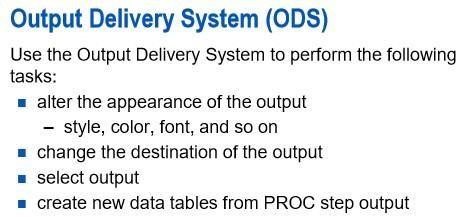 Output Delivery System (ODS)
Use the Output Delivery System to perform the following
tasks:
■ alter the appearance of the output
– style, color, font, and so on
■ change the destination of the output
■ select output
■ create new data tables from PROC step output